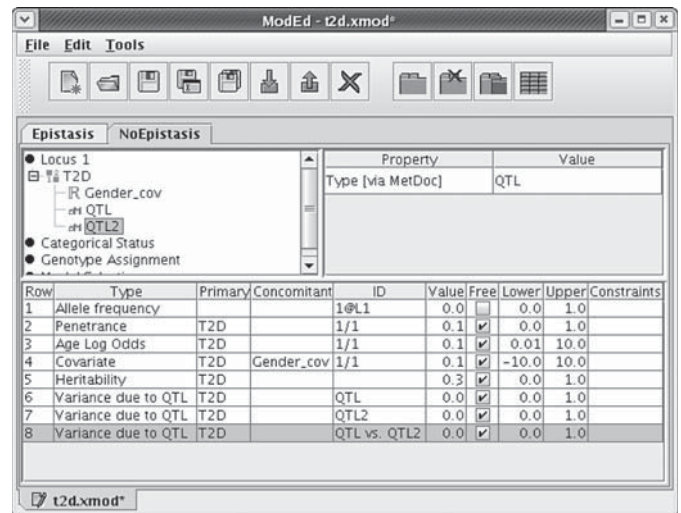 ModEd - t2d.xmod*
File Edit Tools
Epistasis NoEpistasis
Locus 1
T2D
Gender_cov
QTL
QTL2
Categorical Status
Genotype Assignment
Property Value
Type [via MetDoc] QTL
Row Type Primary Concomitant ID Value Free Lower Upper Constraints
1 Allele frequency 1@L1 0.0 0.0 1.0
2 Penetrance T2D 1/1 0.1 0.0 1.0
3 Age Log Odds T2D 1/1 0.1 0.01 10.0
4 Covariate T2D Gender_cov 1/1 0.1 -10.0 10.0
5 Heritability T2D 0.3 0.0 1.0
6 Variance due to QTL T2D QTL 0.0 0.0 1.0
7 Variance due to QTL T2D QTL2 0.0 0.0 1.0
8 Variance due to QTL T2D QTL vs. QTL2 0.0 0.0 1.0
t2d.xmod*